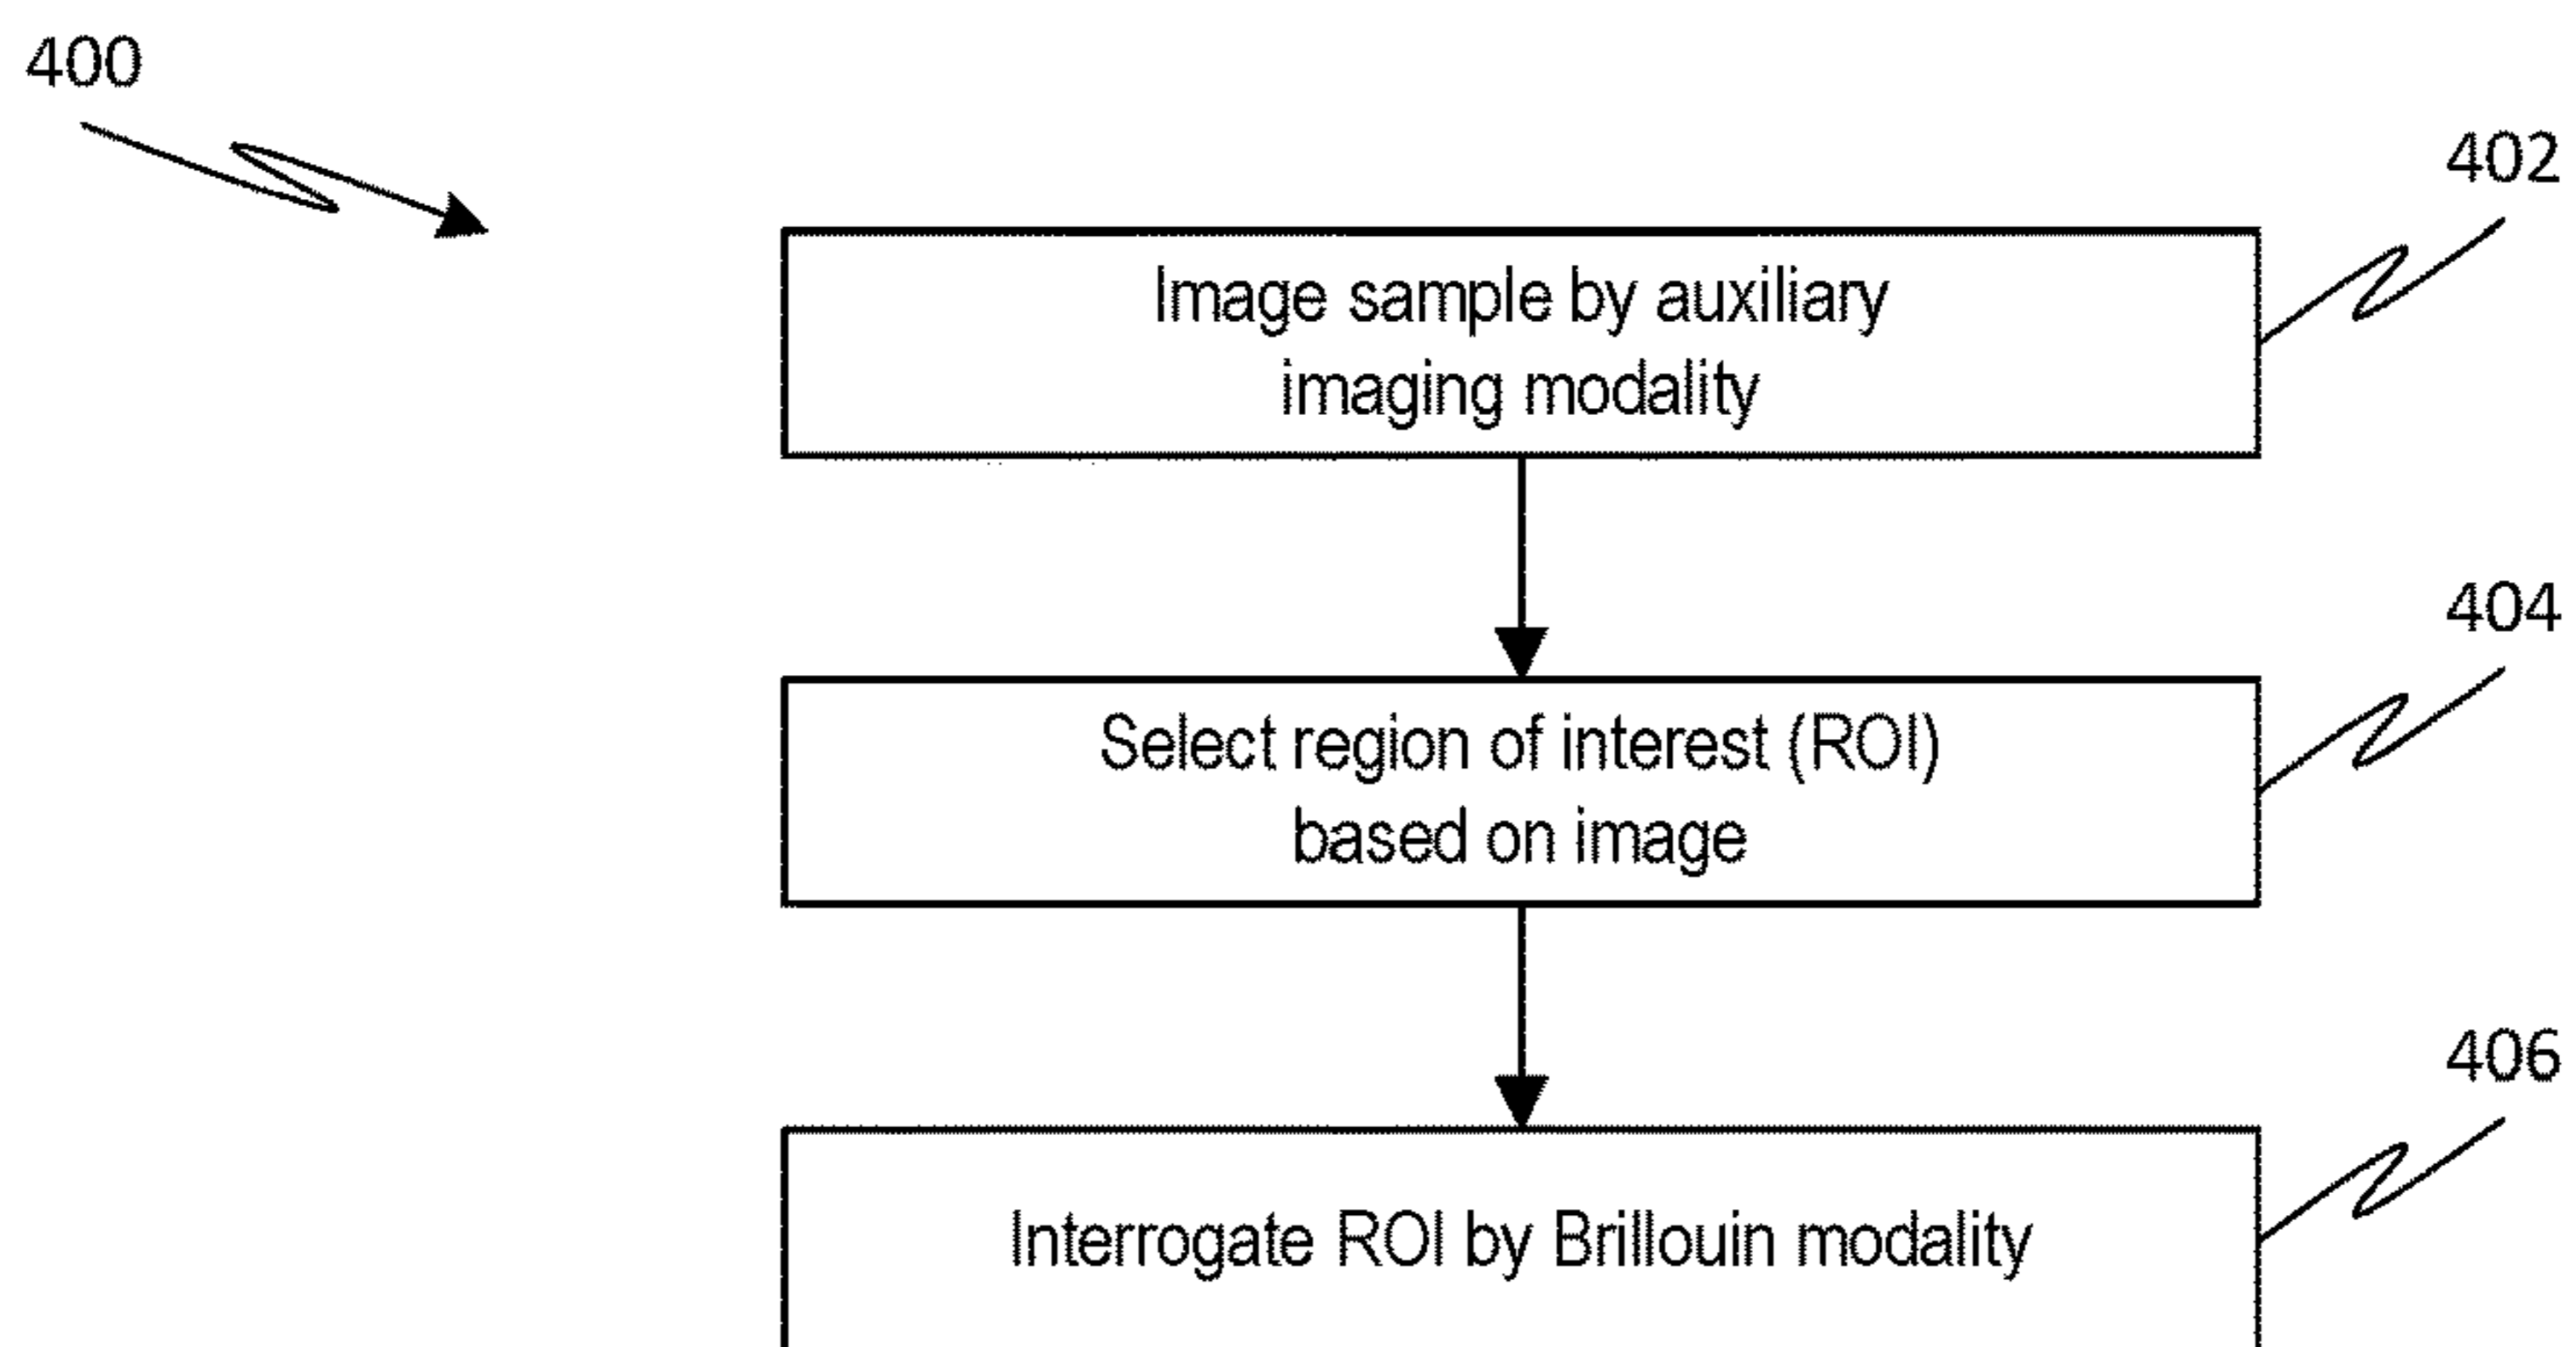 400
402
Image sample by auxiliary
imaging modality
404
Select region of interest (ROI)
based on image
406
Interrogate ROI by Brillouin modality